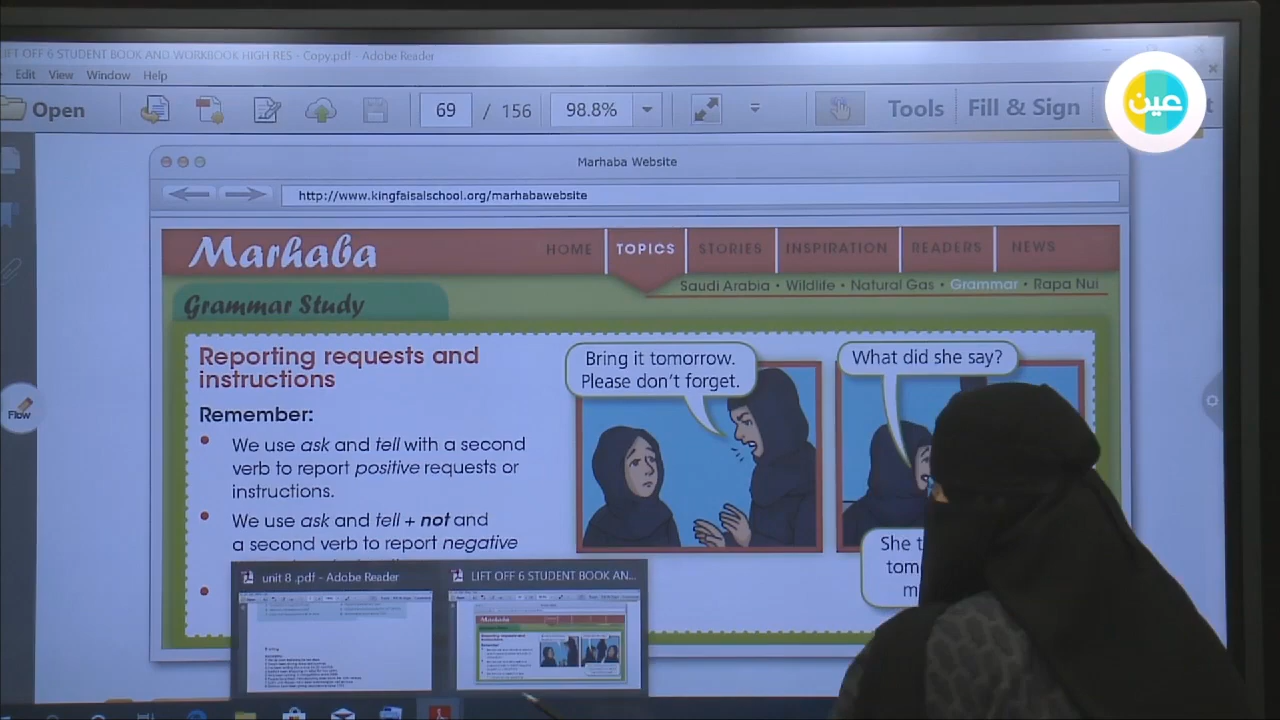 LIFT OFF 6 STUDENT BOOK AND WORKBOOK HIGH RES - Copy.pdf - Adobe Reader
Edit View Window Help
Open
69 / 156
98.8%
Tools
Fill & Sign
عين
Marhaba Website
http://www.kingfaisalschool.org/marhabawebsite
Marhaba
HOME
TOPICS
STORIES
INSPIRATION
READERS
NEWS
Saudi Arabia • Wildlife • Natural Gas • Grammar • Rapa Nui
Grammar Study
Reporting requests and
instructions
Remember:
• We use ask and tell with a second
verb to report positive requests or
instructions.
• We use ask and tell + not and
a second verb to report negative
Bring it tomorrow.
Please don't forget.
What did she say?
She
Flow
unit 8 .pdf - Adobe Reader
LIFT OFF 6 STUDENT BOOK AN...
Marhaba